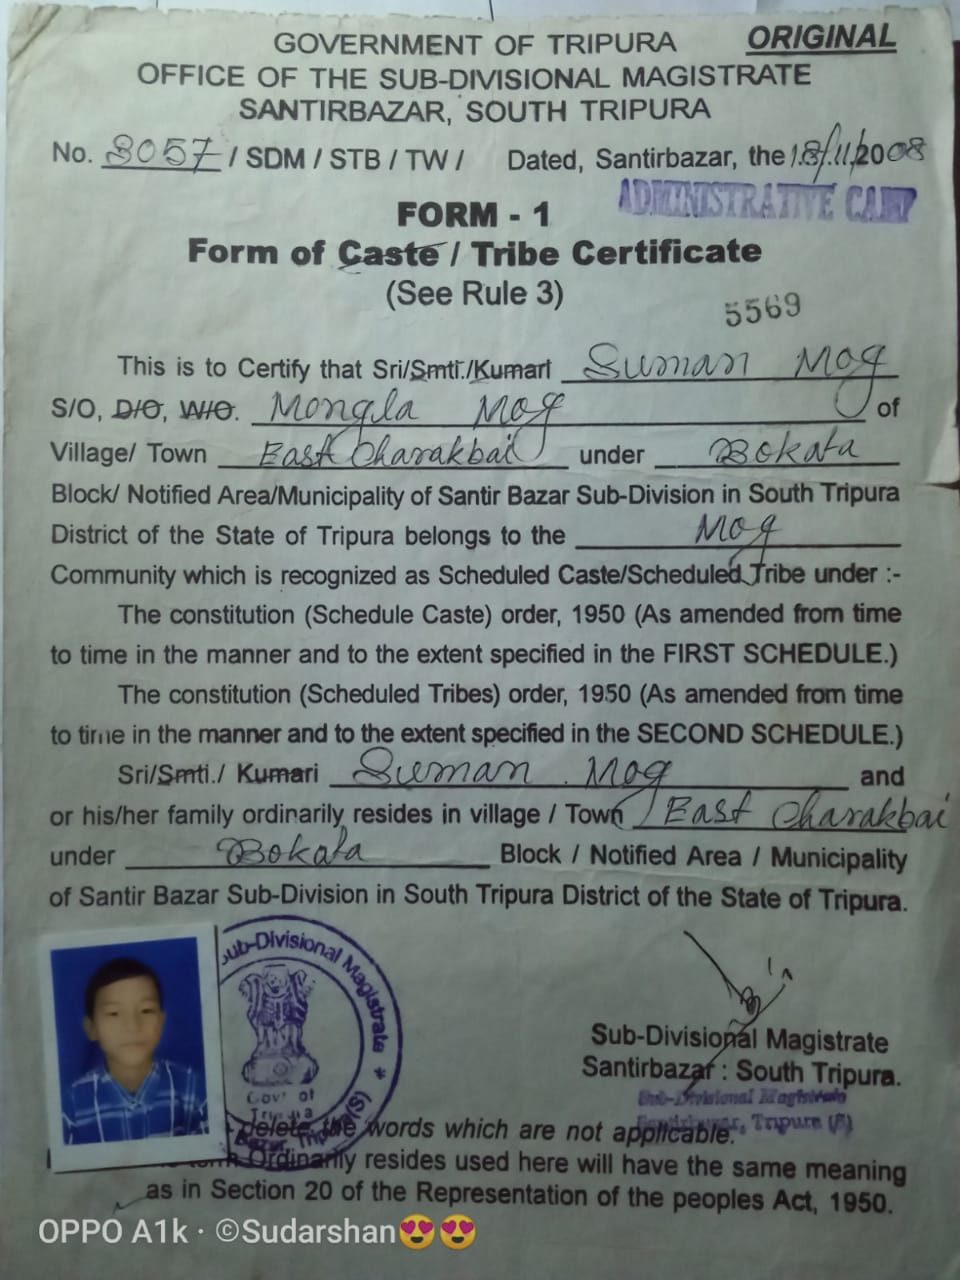 GOVERNMENT OF TRIPURA ORIGINAL
OFFICE OF THE SUB-DIVISIONAL MAGISTRATE
SANTIRBAZAR, SOUTH TRIPURA
No. 3057 / SDM / STB / TW / Dated, Santirbazar, the 18/11/2008
ADMINISTRATIVE CAMP
FORM - 1
Form of Caste / Tribe Certificate
(See Rule 3)
5569
This is to Certify that Sri/Smti./Kumari Suman Mog
S/O, D/O, W/O. Mongla Mog of
Village/ Town East Charakbai under Bokafa
Block/ Notified Area/Municipality of Santir Bazar Sub-Division in South Tripura
District of the State of Tripura belongs to the Mog
Community which is recognized as Scheduled Caste/Scheduled Tribe under :-
The constitution (Schedule Caste) order, 1950 (As amended from time
to time in the manner and to the extent specified in the FIRST SCHEDULE.)
The constitution (Scheduled Tribes) order, 1950 (As amended from time
to time in the manner and to the extent specified in the SECOND SCHEDULE.)
Sri/Smti./ Kumari Suman Mog and
or his/her family ordinarily resides in village / Town East Charakbai
under Bokafa Block / Notified Area / Municipality
of Santir Bazar Sub-Division in South Tripura District of the State of Tripura.
Sub-Divisional Magistrate *
Govt of
Tripura
Bazar, Tripura (S)
Sub-Divisional Magistrate
Santirbazar : South Tripura.
Sub-Divisional Magistrate
Santirbazar, Tripura (S)
Delete the words which are not applicable.
Ordinarily resides used here will have the same meaning
as in Section 20 of the Representation of the peoples Act, 1950.
OPPO A1k · ©Sudarshan😍😍